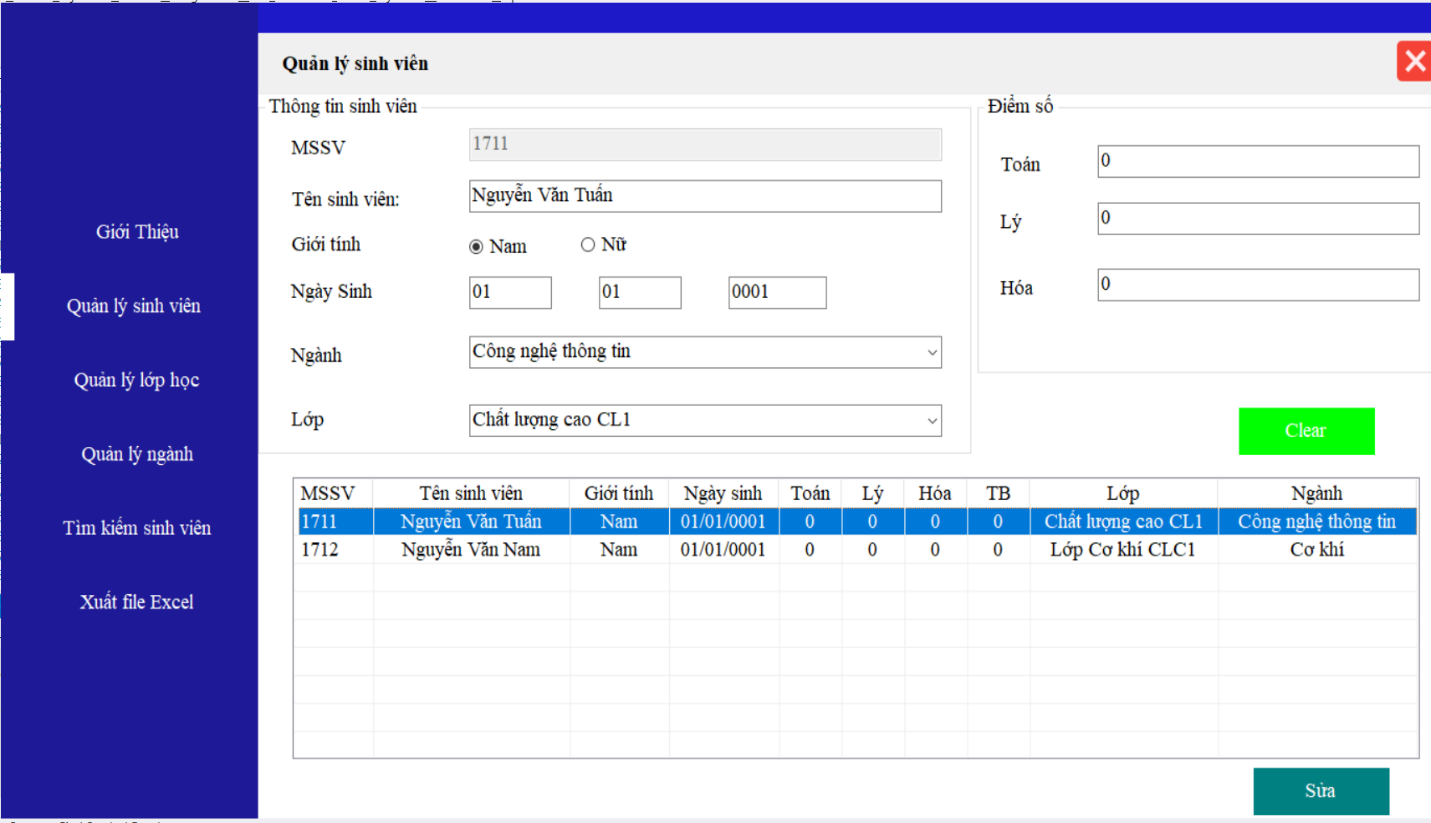 Quản lý sinh viên
Giới Thiệu
Quản lý sinh viên
Quản lý lớp học
Quản lý ngành
Tìm kiếm sinh viên
Xuất file Excel
Thông tin sinh viên
MSSV 1711
Tên sinh viên: Nguyễn Văn Tuấn
Giới tính Nam Nữ
Ngày Sinh 01 01 0001
Ngành Công nghệ thông tin
Lớp Chất lượng cao CL1
Điểm số
Toán 0
Lý 0
Hóa 0
Clear
MSSV Tên sinh viên Giới tính Ngày sinh Toán Lý Hóa TB Lớp Ngành
1711 Nguyễn Văn Tuấn Nam 01/01/0001 0 0 0 0 Chất lượng cao CL1 Công nghệ thông tin
1712 Nguyễn Văn Nam Nam 01/01/0001 0 0 0 0 Lớp Cơ khí CLC1 Cơ khí
Sửa